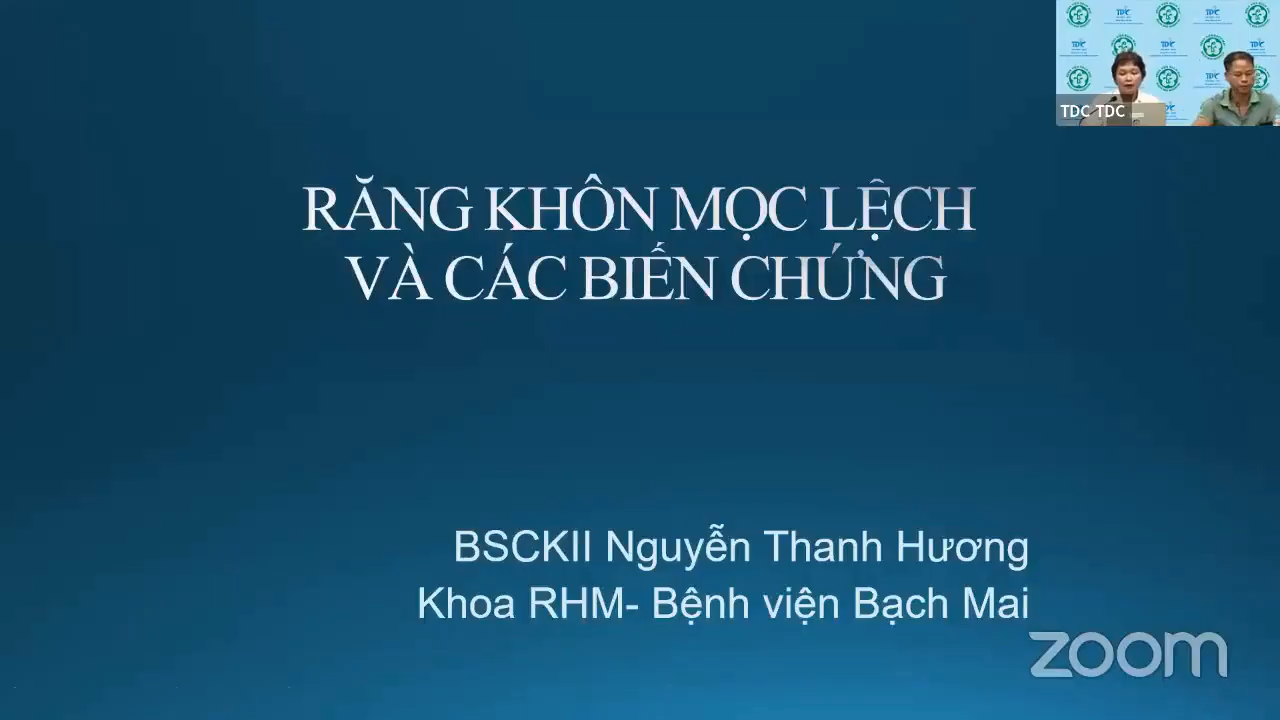 TDC TDC
RĂNG KHÔN MỌC LỆCH
VÀ CÁC BIẾN CHỨNG
BSCKII Nguyễn Thanh Hương
Khoa RHM- Bệnh viện Bạch Mai
zoom